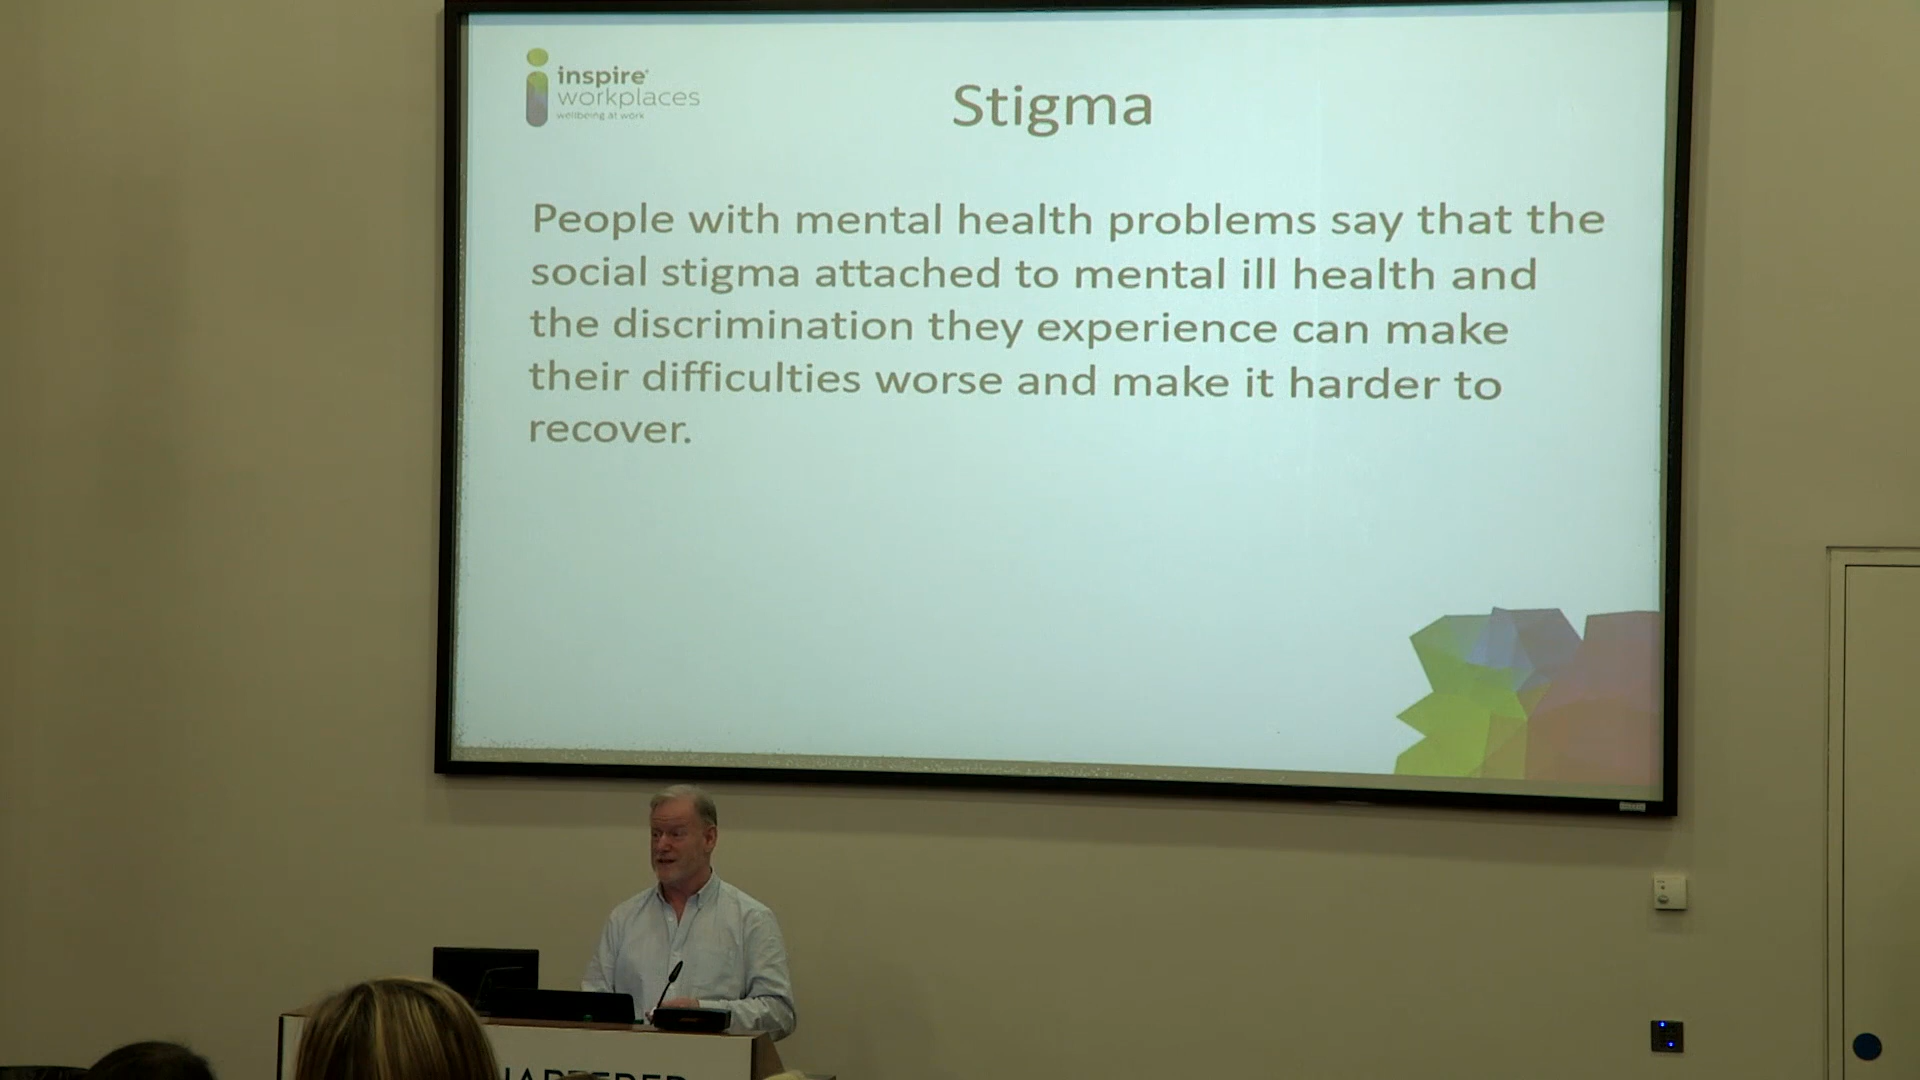 inspire
workplaces
wellbeing at work
Stigma
People with mental health problems say that the
social stigma attached to mental ill health and
the discrimination they experience can make
their difficulties worse and make it harder to
recover.